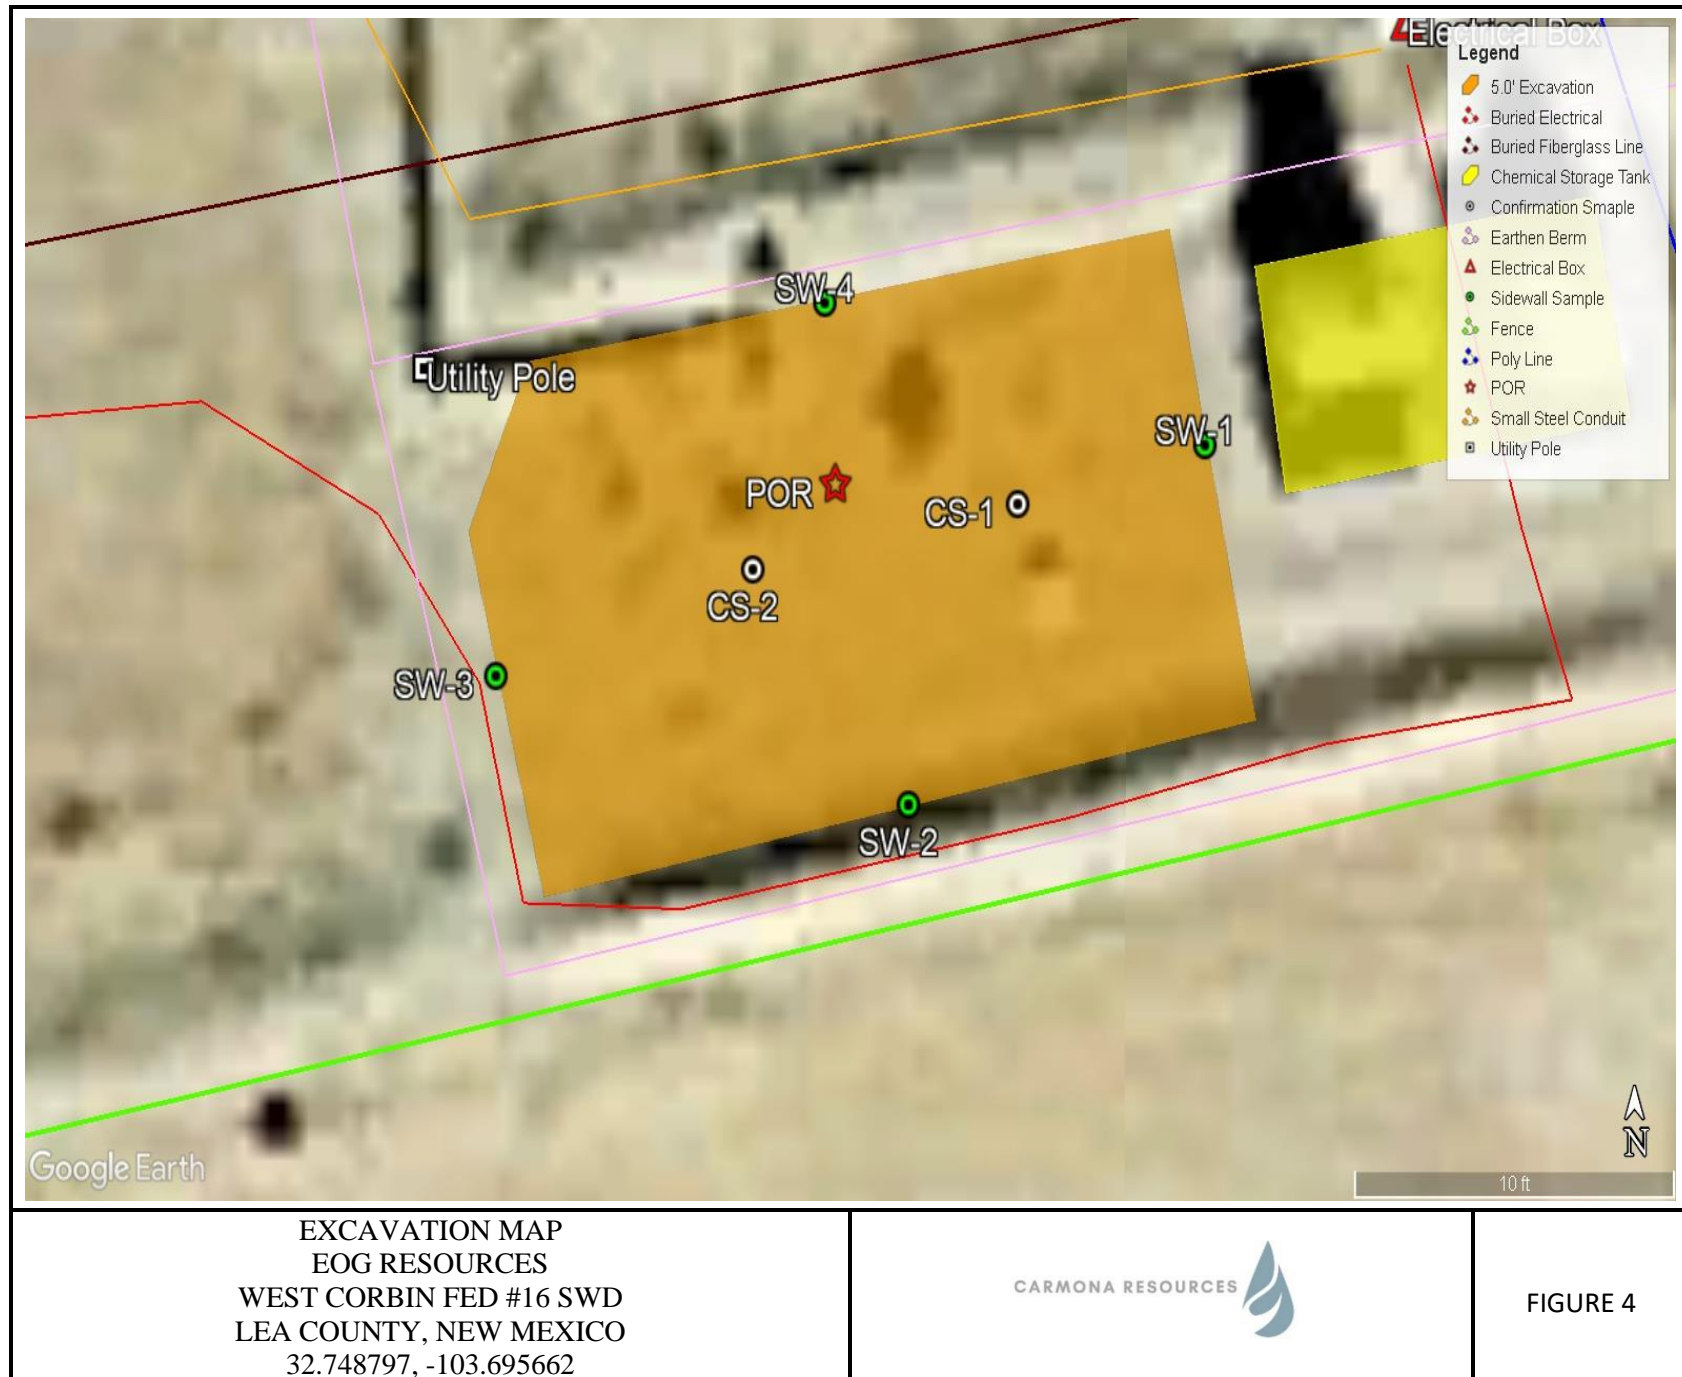 Electrical Box
Legend
5.0' Excavation
Buried Electrical
Buried Fiberglass Line
Chemical Storage Tank
Confirmation Smaple
Earthen Berm
Electrical Box
Sidewall Sample
Fence
Poly Line
POR
Small Steel Conduit
Utility Pole
SW-4
Utility Pole
SW-1
POR
CS-1
CS-2
SW-3
SW-2
N
Google Earth
10 ft
EXCAVATION MAP
EOG RESOURCES
WEST CORBIN FED #16 SWD
LEA COUNTY, NEW MEXICO
32.748797, -103.695662
CARMONA RESOURCES
FIGURE 4